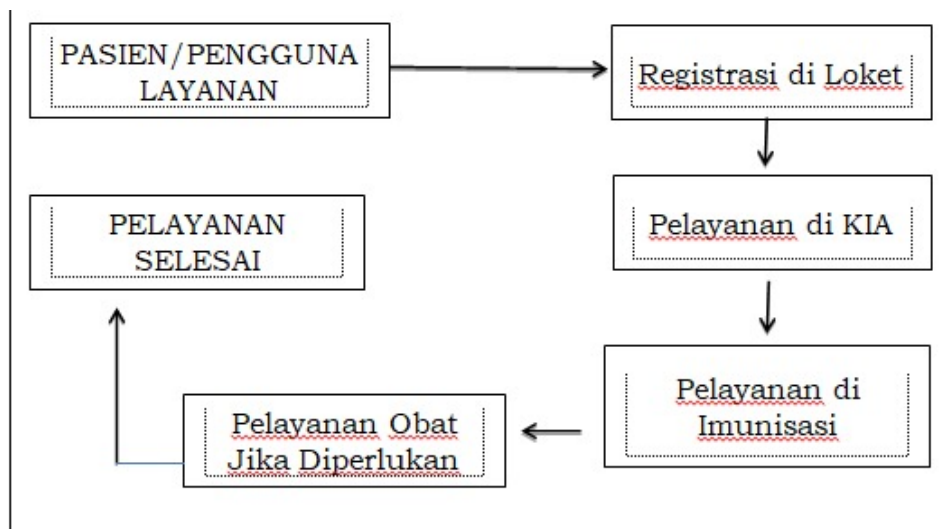 PASIEN/PENGGUNA
LAYANAN
Registrasi di Loket
Pelayanan di KIA
Pelayanan di
Imunisasi
Pelayanan Obat
Jika Diperlukan
PELAYANAN
SELESAI